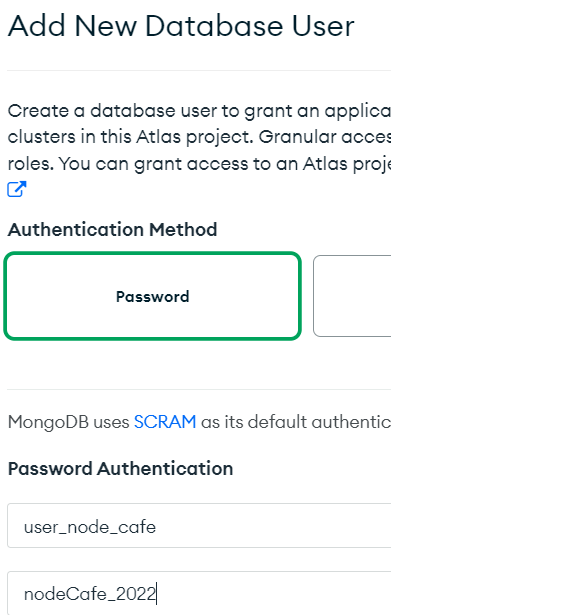 Add New Database User
Create a database user to grant an applica
clusters in this Atlas project. Granular acces
roles. You can grant access to an Atlas proje
Authentication Method
Password
MongoDB uses SCRAM as its default authentic
Password Authentication
user_node_cafe
nodeCafe_2022